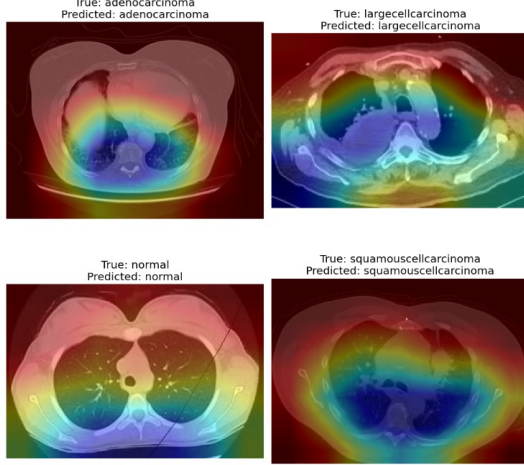 True: adenocarcinoma
Predicted: adenocarcinoma
True: largecellcarcinoma
Predicted: largecellcarcinoma
True: normal
Predicted: normal
True: squamouscellcarcinoma
Predicted: squamouscellcarcinoma